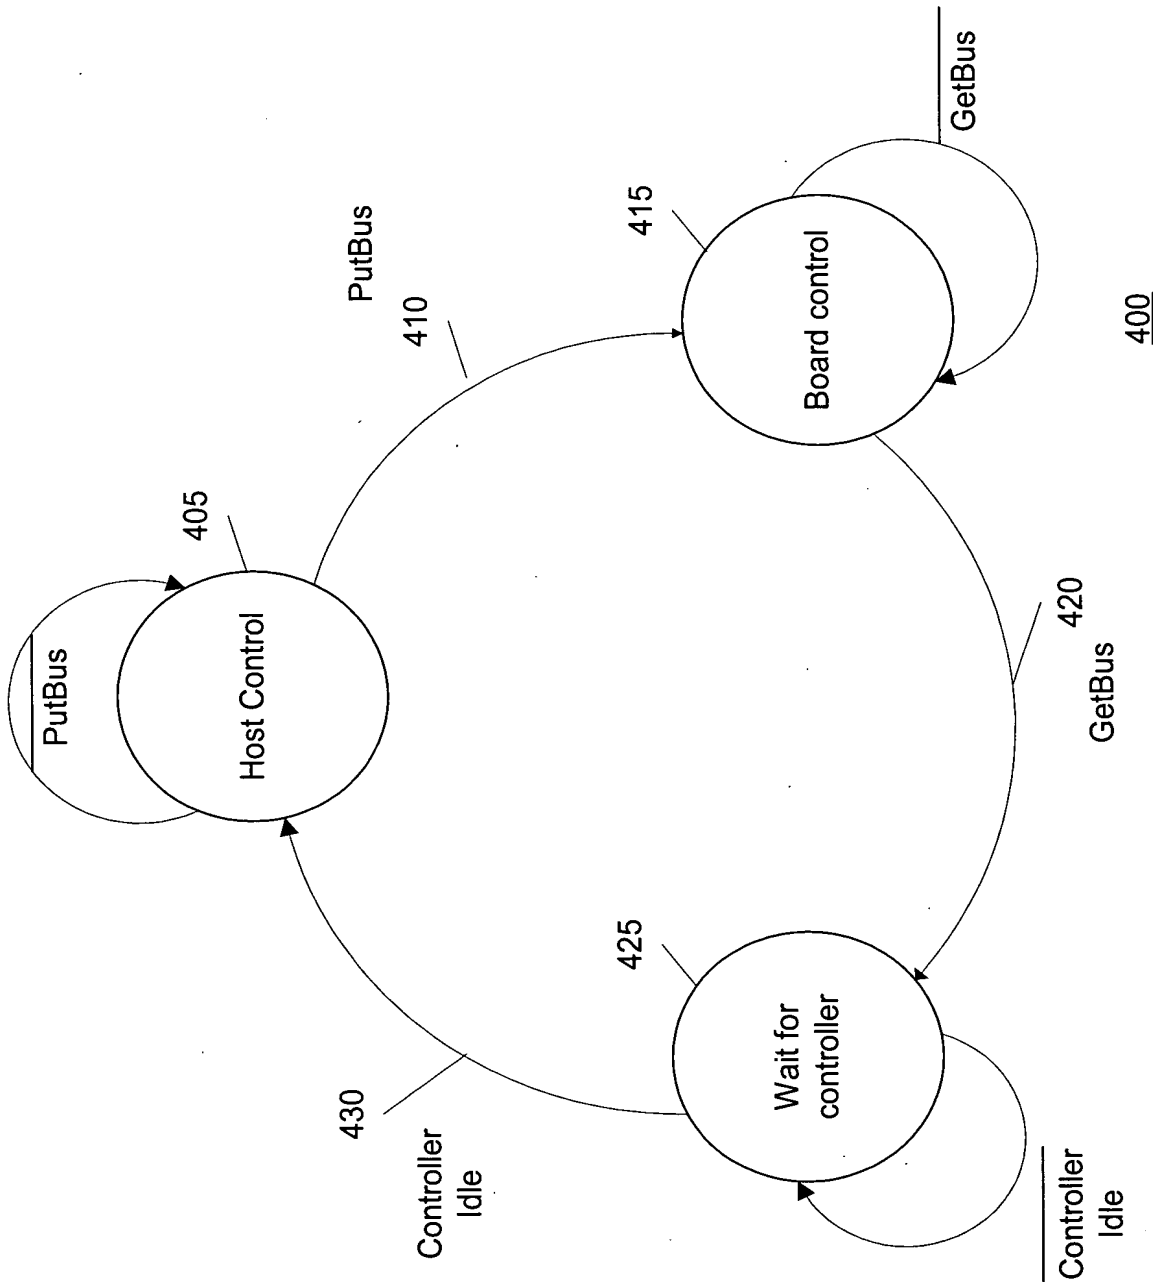 PutBus
Host Control
405
PutBus
410
415
Board control
GetBus
420
GetBus
425
Wait for
controller
Controller
Idle
430
Controller
Idle
400